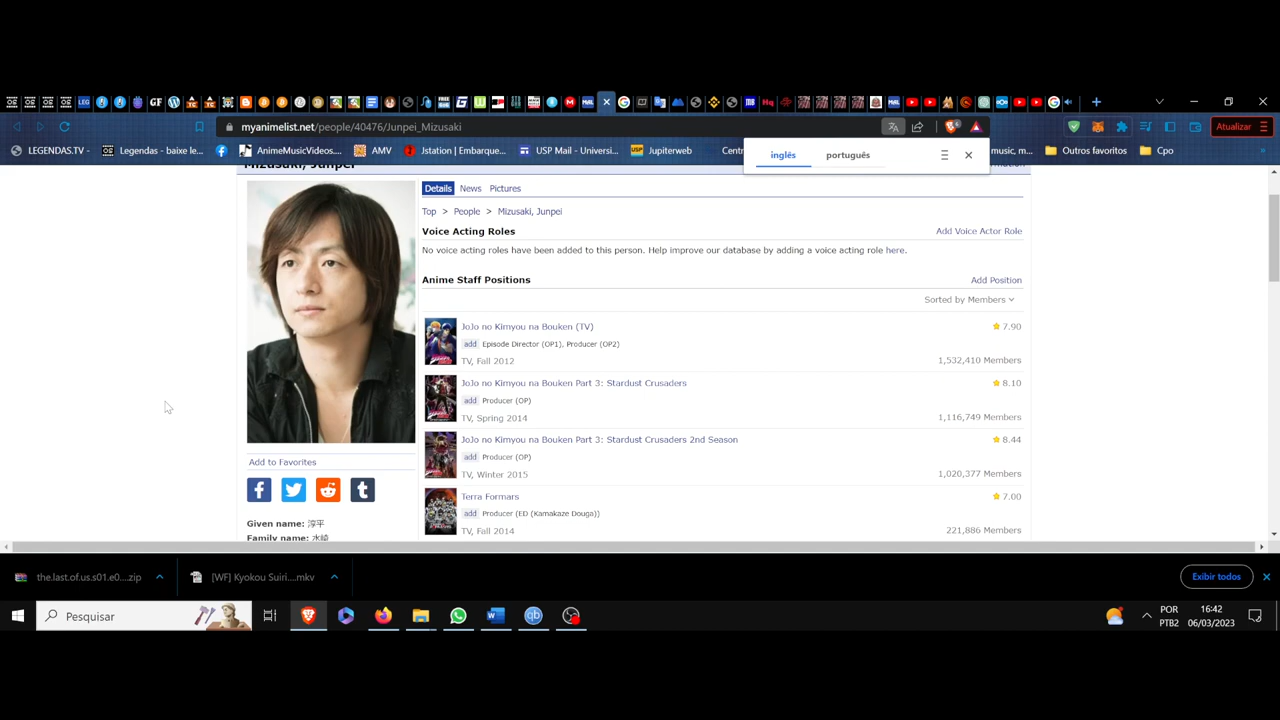 myanimelist.net/people/40476/Junpei_Mizusaki
Atualizar
LEGENDAS.TV -
Legendas - baixe le...
AnimeMusicVideos....
AMV
Jstation | Embarque...
USP Mail - Universi...
Jupiterweb
Centr
music, m...
Outros favoritos
Cpo
inglês
português
Mizusaki, Junpei
Details
News
Pictures
Top > People > Mizusaki, Junpei
Voice Acting Roles
Add Voice Actor Role
No voice acting roles have been added to this person. Help improve our database by adding a voice acting role here.
Anime Staff Positions
Add Position
Sorted by Members
JoJo no Kimyou na Bouken (TV)
7.90
add Episode Director (OP1), Producer (OP2)
TV, Fall 2012
1,532,410 Members
JoJo no Kimyou na Bouken Part 3: Stardust Crusaders
8.10
add Producer (OP)
TV, Spring 2014
1,116,749 Members
JoJo no Kimyou na Bouken Part 3: Stardust Crusaders 2nd Season
8.44
add Producer (OP)
TV, Winter 2015
1,020,377 Members
Terra Formars
7.00
add Producer (ED (Kamakaze Douga))
TV, Fall 2014
221,886 Members
Add to Favorites
Given name: 淳平
Family name: 水崎
the.last.of.us.s01.e0....zip
[WF] Kyokou Suiri....mkv
Exibir todos
Pesquisar
POR
PTB2
16:42
06/03/2023